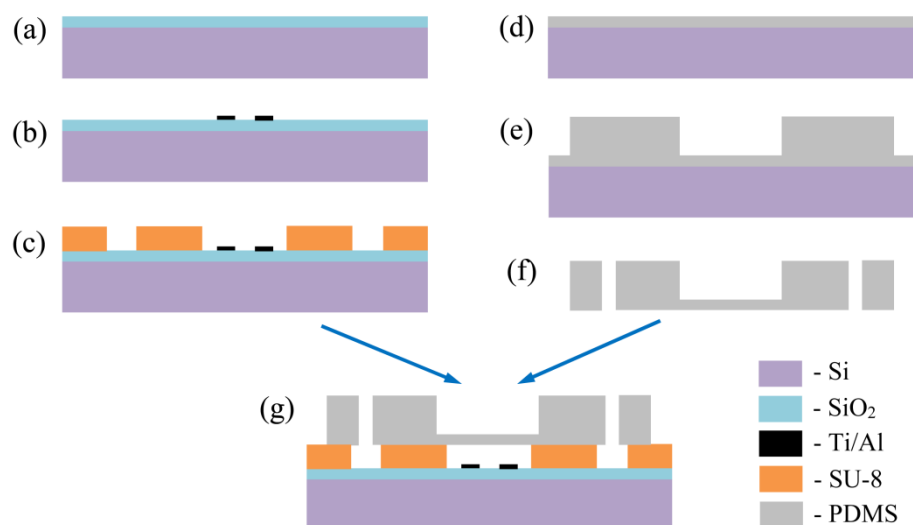 (a)
(b)
(c)
(d)
(e)
(f)
(g)
- Si
- SiO₂
- Ti/Al
- SU-8
- PDMS